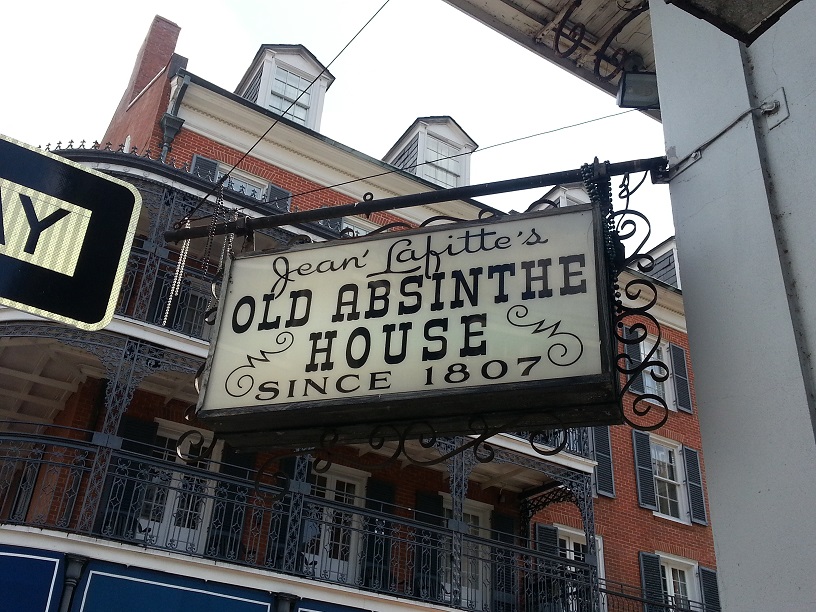 Jean Lafitte's
OLD ABSINTHE
HOUSE
SINCE 1807
AY